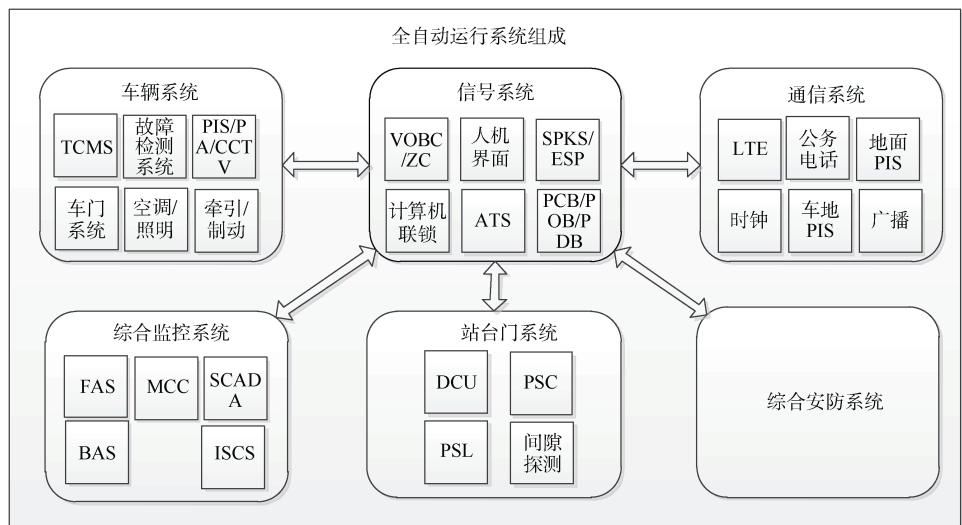 全自动运行系统组成
车辆系统
TCMS
故障
检测
系统
PIS/P
A/CCT
V
车门
系统
空调/
照明
牵引/
制动
信号系统
VOBC
/ZC
人机
界面
SPKS/
ESP
计算机
联锁
ATS
PCB/P
OB/P
DB
通信系统
LTE
公务
电话
地面
PIS
时钟
车地
PIS
广播
综合监控系统
FAS
MCC
SCAD
A
BAS
ISCS
站台门系统
DCU
PSC
PSL
间隙
探测
综合安防系统